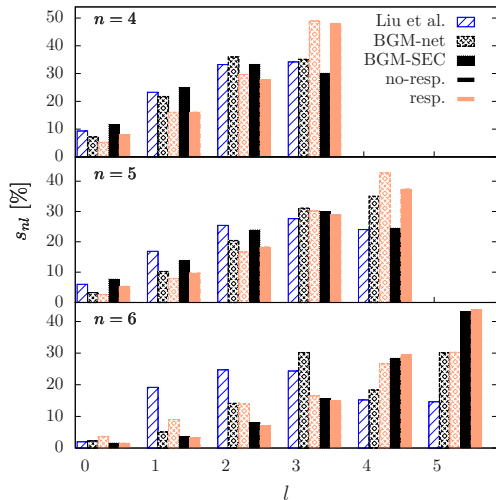 n = 4
Liu et al.
BGM-net
BGM-SEC
no-resp.
resp.
50
40
30
20
10
0
n = 5
40
30
20
10
0
s_nl [%]
n = 6
40
30
20
10
0
0 1 2 3 4 5
l